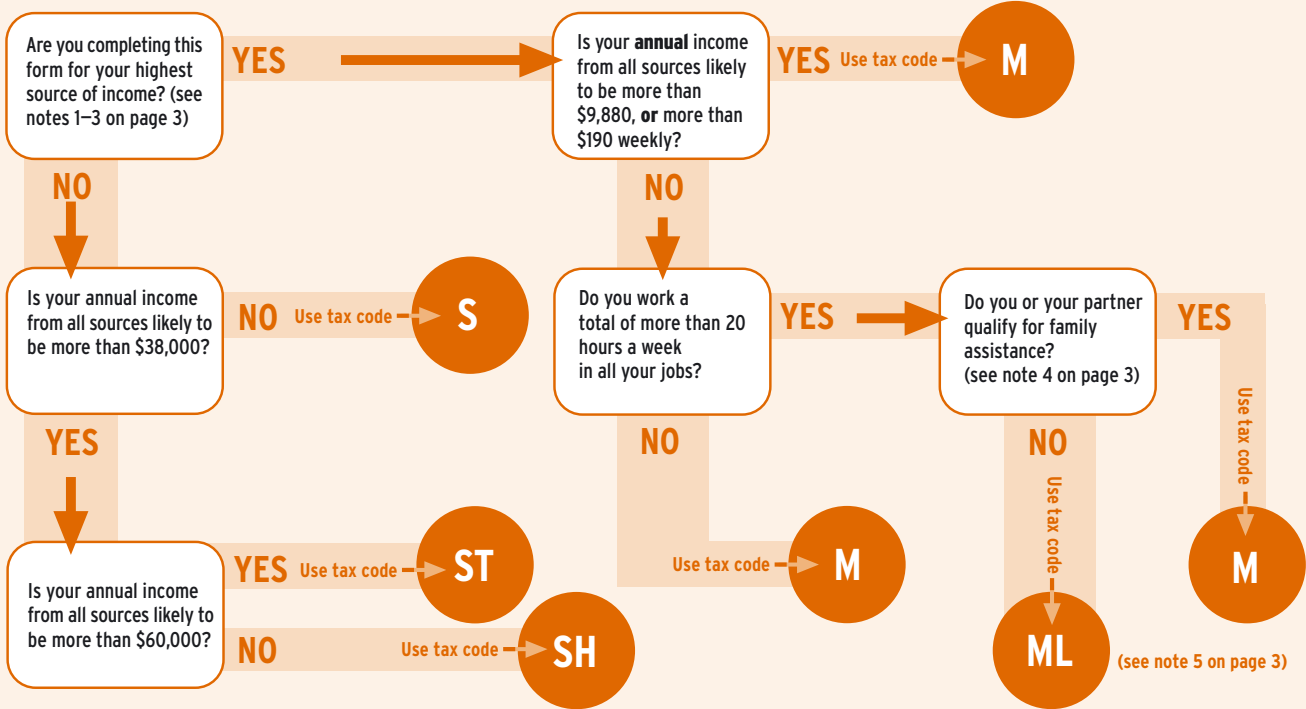 Are you completing this
form for your highest
source of income? (see
notes 1–3 on page 3)
YES
Is your annual income
from all sources likely
to be more than
$9,880, or more than
$190 weekly?
YES Use tax code
M
NO
NO
Is your annual income
from all sources likely to
be more than $38,000?
NO Use tax code
S
Do you work a
total of more than 20
hours a week
in all your jobs?
YES
Do you or your partner
qualify for family
assistance?
(see note 4 on page 3)
YES
Use tax code
M
YES
NO
Use tax code
M
NO
Use tax code
ML
(see note 5 on page 3)
Is your annual income
from all sources likely to
be more than $60,000?
YES Use tax code
ST
NO
Use tax code
SH